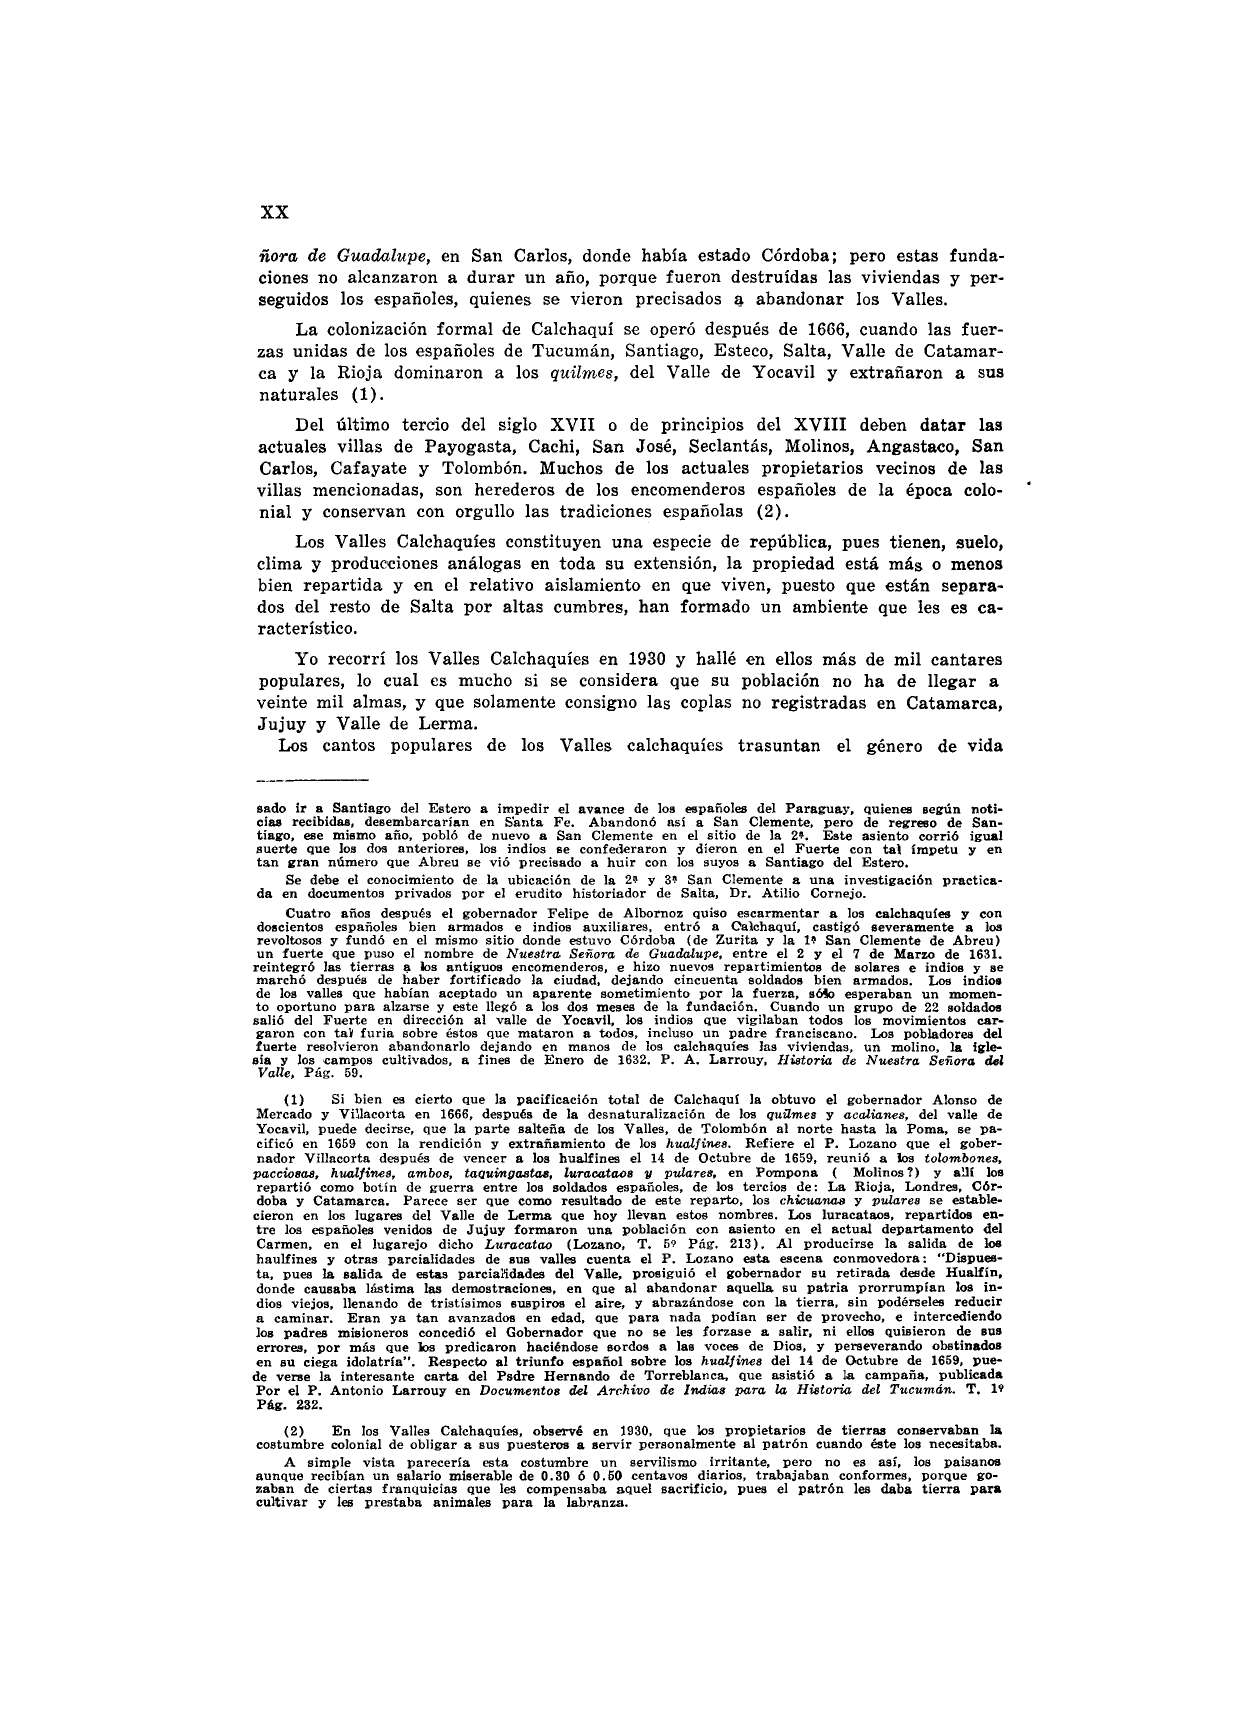 XX
ñora de Guadalupe, en San Carlos, donde había estado Córdoba; pero estas funda-
ciones no alcanzaron a durar un año, porque fueron destruídas las viviendas y per-
seguidos los españoles, quienes se vieron precisados a abandonar los Valles.
La colonización formal de Calchaquí se operó después de 1666, cuando las fuer-
zas unidas de los españoles de Tucumán, Santiago, Esteco, Salta, Valle de Catamar-
ca y la Rioja dominaron a los quilmes, del Valle de Yocavil y extrañaron a sus
naturales (1).
Del último tercio del siglo XVII o de principios del XVIII deben datar las
actuales villas de Payogasta, Cachi, San José, Seclantás, Molinos, Angastaco, San
Carlos, Cafayate y Tolombón. Muchos de los actuales propietarios vecinos de las
villas mencionadas, son herederos de los encomenderos españoles de la época colo-
nial y conservan con orgullo las tradiciones españolas (2).
Los Valles Calchaquíes constituyen una especie de república, pues tienen, suelo,
clima y producciones análogas en toda su extensión, la propiedad está más o menos
bien repartida y en el relativo aislamiento en que viven, puesto que están separa-
dos del resto de Salta por altas cumbres, han formado un ambiente que les es ca-
racterístico.
Yo recorrí los Valles Calchaquíes en 1930 y hallé en ellos más de mil cantares
populares, lo cual es mucho si se considera que su población no ha de llegar a
veinte mil almas, y que solamente consigno las coplas no registradas en Catamarca,
Jujuy y Valle de Lerma.
Los cantos populares de los Valles calchaquíes trasuntan el género de vida
sado ir a Santiago del Estero a impedir el avance de los españoles del Paraguay, quienes según noti-
cias recibidas, desembarcarían en Santa Fe. Abandonó así a San Clemente, pero de regreso de San-
tiago, ese mismo año, pobló de nuevo a San Clemente en el sitio de la 2ª. Este asiento corrió igual
suerte que los dos anteriores, los indios se confederaron y dieron en el Fuerte con tal ímpetu y en
tan gran número que Abreu se vió precisado a huir con los suyos a Santiago del Estero.
Se debe el conocimiento de la ubicación de la 2ª y 3ª San Clemente a una investigación practica-
da en documentos privados por el erudito historiador de Salta, Dr. Atilio Cornejo.
Cuatro años después el gobernador Felipe de Albornoz quiso escarmentar a los calchaquíes y con
doscientos españoles bien armados e indios auxiliares, entró a Calchaquí, castigó severamente a los
revoltosos y fundó en el mismo sitio donde estuvo Córdoba (de Zurita y la 1ª San Clemente de Abreu)
un fuerte que puso el nombre de Nuestra Señora de Guadalupe, entre el 2 y el 7 de Marzo de 1631.
reintegró las tierras a los antiguos encomenderos, e hizo nuevos repartimientos de solares e indios y se
marchó después de haber fortificado la ciudad, dejando cincuenta soldados bien armados. Los indios
de los valles que habían aceptado un aparente sometimiento por la fuerza, sólo esperaban un momen-
to oportuno para alzarse y este llegó a los dos meses de la fundación. Cuando un grupo de 22 soldados
salió del Fuerte en dirección al valle de Yocavil, los indios que vigilaban todos los movimientos car-
garon con tal furia sobre éstos que mataron a todos, incluso un padre franciscano. Los pobladores del
fuerte resolvieron abandonarlo dejando en manos de los calchaquíes las viviendas, un molino, la igle-
sia y los campos cultivados, a fines de Enero de 1632. P. A. Larrouy, Historia de Nuestra Señora del
Valle, Pág. 59.
(1) Si bien es cierto que la pacificación total de Calchaquí la obtuvo el gobernador Alonso de
Mercado y Villacorta en 1666, después de la desnaturalización de los quilmes y acalianes, del valle de
Yocavil, puede decirse, que la parte salteña de los Valles, de Tolombón al norte hasta la Poma, se pa-
cificó en 1659 con la rendición y extrañamiento de los hualfines. Refiere el P. Lozano que el gober-
nador Villacorta después de vencer a los hualfines el 14 de Octubre de 1659, reunió a los tolombones,
pacciosas, hualfines, ambos, taquingastas, luracataos y pulares, en Pompona ( Molinos?) y allí los
repartió como botín de guerra entre los soldados españoles, de los tercios de: La Rioja, Londres, Cór-
doba y Catamarca. Parece ser que como resultado de este reparto, los chicuanas y pulares se estable-
cieron en los lugares del Valle de Lerma que hoy llevan estos nombres. Los luracataos, repartidos en-
tre los españoles venidos de Jujuy formaron una población con asiento en el actual departamento del
Carmen, en el lugarejo dicho Luracatao (Lozano, T. 5º Pág. 213). Al producirse la salida de los
haulfines y otras parcialidades de sus valles cuenta el P. Lozano esta escena conmovedora: "Dispues-
ta, pues la salida de estas parcialidades del Valle, prosiguió el gobernador su retirada desde Hualfín,
donde causaba lástima las demostraciones, en que al abandonar aquella su patria prorrumpían los in-
dios viejos, llenando de tristísimos suspiros el aire, y abrazándose con la tierra, sin podérseles reducir
a caminar. Eran ya tan avanzados en edad, que para nada podían ser de provecho, e intercediendo
los padres misioneros concedió el Gobernador que no se les forzase a salir, ni ellos quisieron de sus
errores, por más que los predicaron haciéndose sordos a las voces de Dios, y perseverando obstinados
en su ciega idolatría". Respecto al triunfo español sobre los hualfines del 14 de Octubre de 1659, pue-
de verse la interesante carta del Padre Hernando de Torreblanca, que asistió a la campaña, publicada
Por el P. Antonio Larrouy en Documentos del Archivo de Indias para la Historia del Tucumán. T. 1º
Pág. 232.
(2) En los Valles Calchaquíes, observé en 1930, que los propietarios de tierras conservaban la
costumbre colonial de obligar a sus puesteros a servir personalmente al patrón cuando éste los necesitaba.
A simple vista parecería esta costumbre un servilismo irritante, pero no es así, los paisanos
aunque recibían un salario miserable de 0.30 ó 0.50 centavos diarios, trabajaban conformes, porque go-
zaban de ciertas franquicias que les compensaba aquel sacrificio, pues el patrón les daba tierra para
cultivar y les prestaba animales para la labranza.